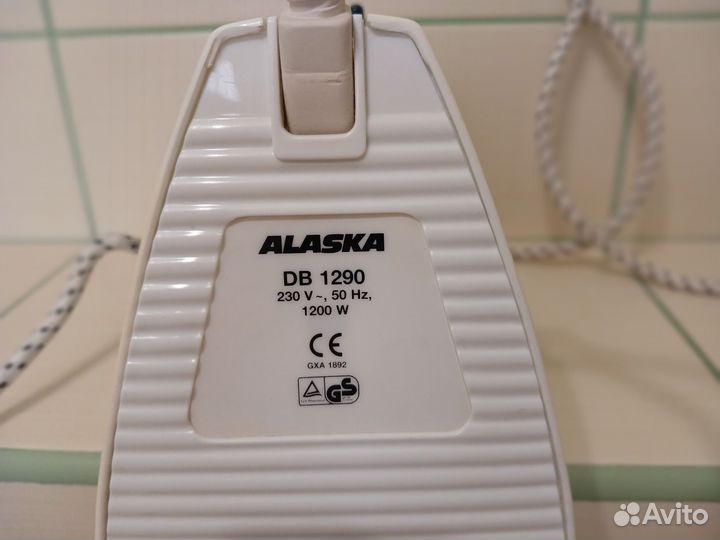 ALASKA
DB 1290
230 V ~, 50 Hz,
1200 W
CE
GXA 1892
GS
Avito